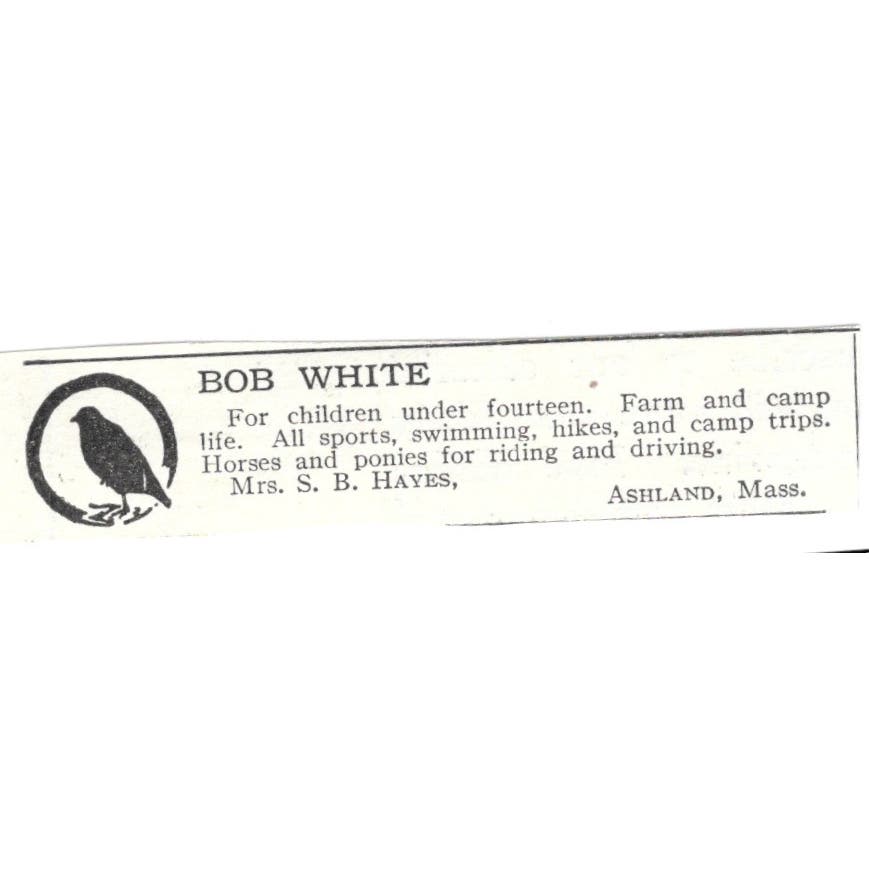 BOB WHITE
For children under fourteen. Farm and camp
life. All sports, swimming, hikes, and camp trips.
Horses and ponies for riding and driving.
Mrs. S. B. HAYES,
ASHLAND, Mass.